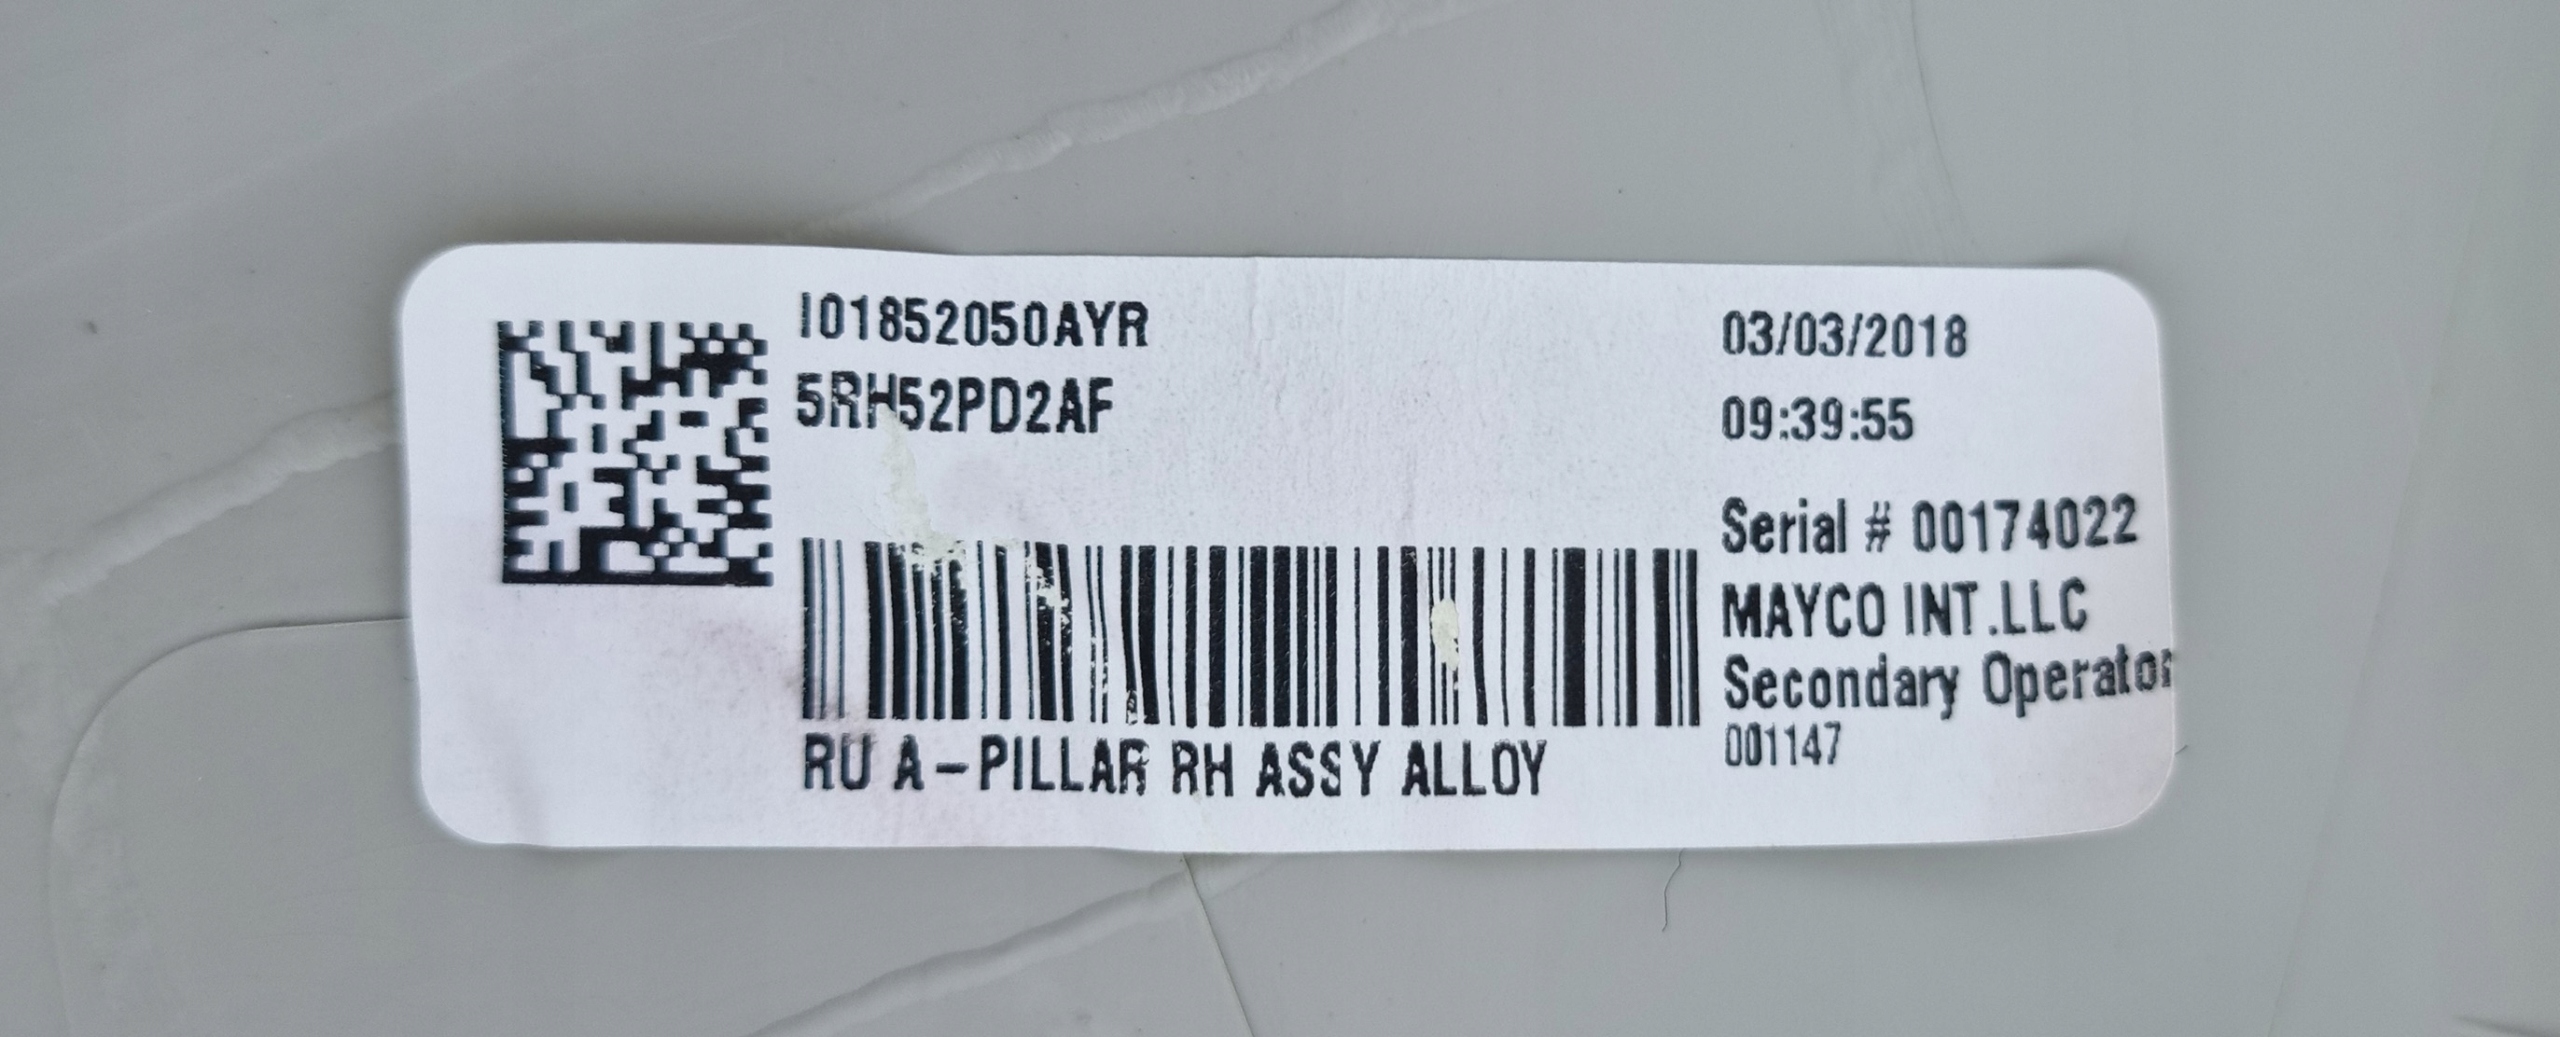 I01852050AYR
5RH52PD2AF
RU A-PILLAR RH ASSY ALLOY
03/03/2018
09:39:55
Serial # 00174022
MAYCO INT.LLC
Secondary Operator
001147